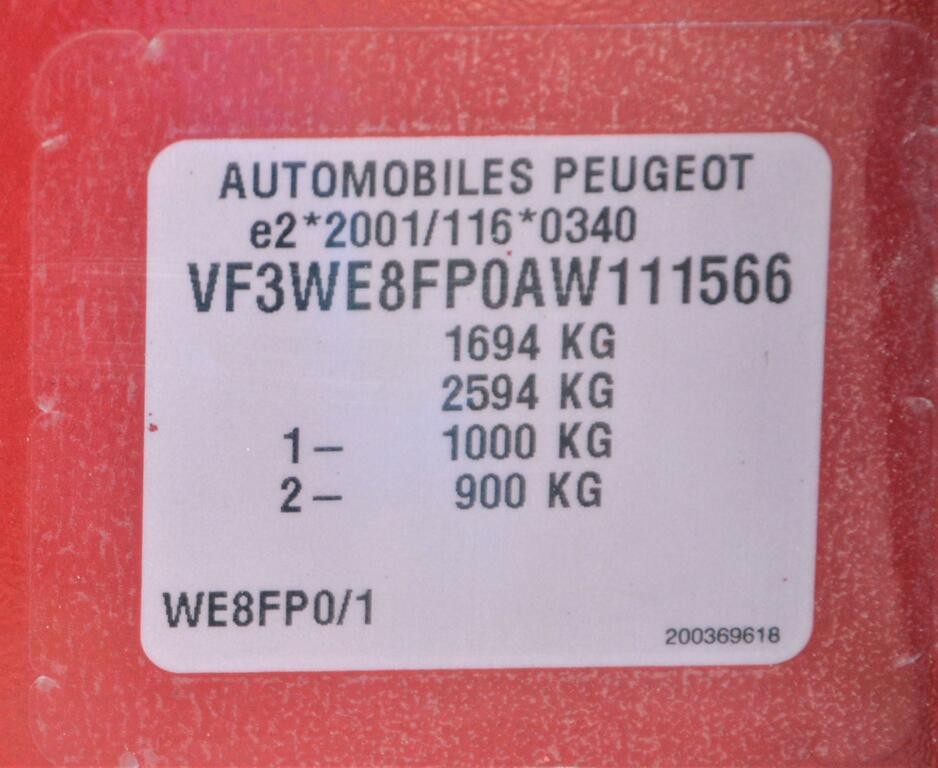 AUTOMOBILES PEUGEOT
e2*2001/116*0340
VF3WE8FP0AW111566
1694 KG
2594 KG
1– 1000 KG
2– 900 KG
WE8FP0/1
200369618